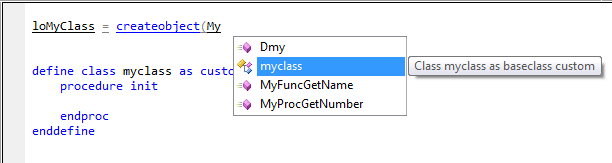 loMyClass = createobject(My
Dmy
myclass
Class myclass as baseclass custom
MyFuncGetName
MyProcGetNumber
define class myclass as custo
procedure init
endproc
enddefine